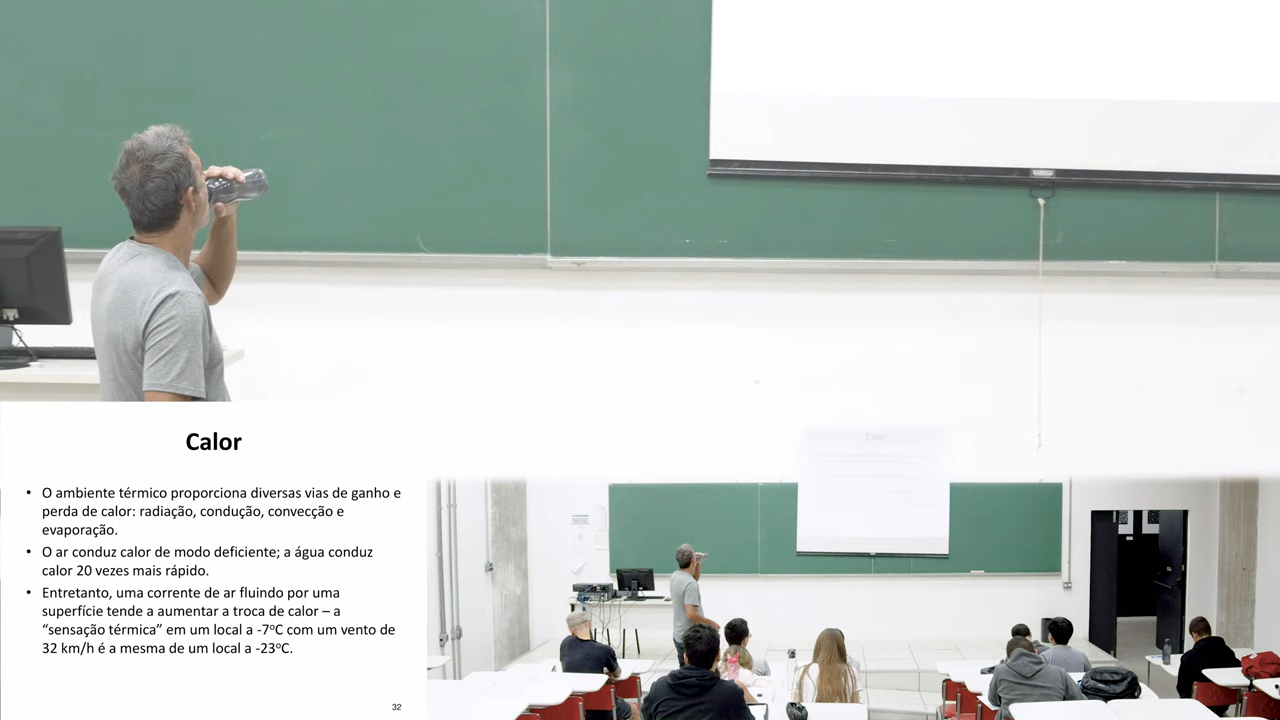 Calor
• O ambiente térmico proporciona diversas vias de ganho e
perda de calor: radiação, condução, convecção e
evaporação.
• O ar conduz calor de modo deficiente; a água conduz
calor 20 vezes mais rápido.
• Entretanto, uma corrente de ar fluindo por uma
superfície tende a aumentar a troca de calor – a
“sensação térmica” em um local a -7ºC com um vento de
32 km/h é a mesma de um local a -23ºC.
32
Calor